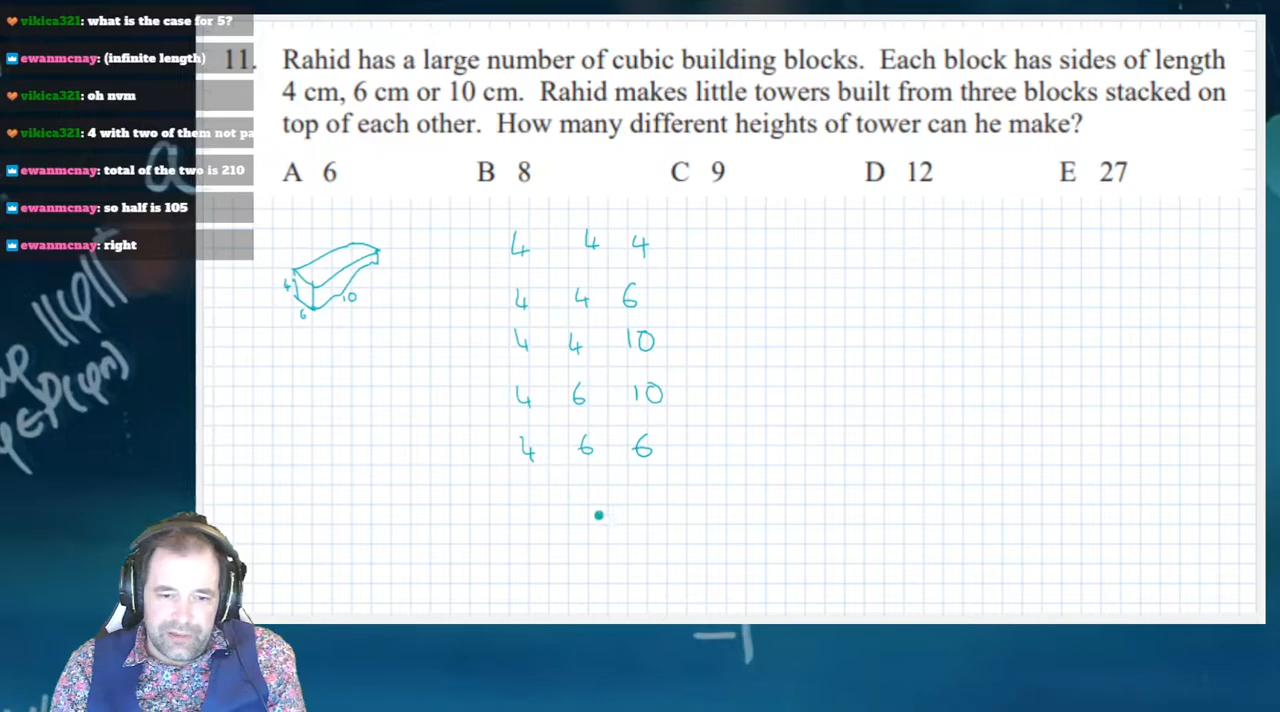 vikica321: what is the case for 5?
ewanmcnay: (infinite length)
vikica321: oh nvm
vikica321: 4 with two of them not pa
ewanmcnay: total of the two is 210
ewanmcnay: so half is 105
ewanmcnay: right
11. Rahid has a large number of cubic building blocks. Each block has sides of length
4 cm, 6 cm or 10 cm. Rahid makes little towers built from three blocks stacked on
top of each other. How many different heights of tower can he make?
A 6 B 8 C 9 D 12 E 27
4 6 10
4 4 4
4 4 6
4 4 10
4 6 10
4 6 6
-1